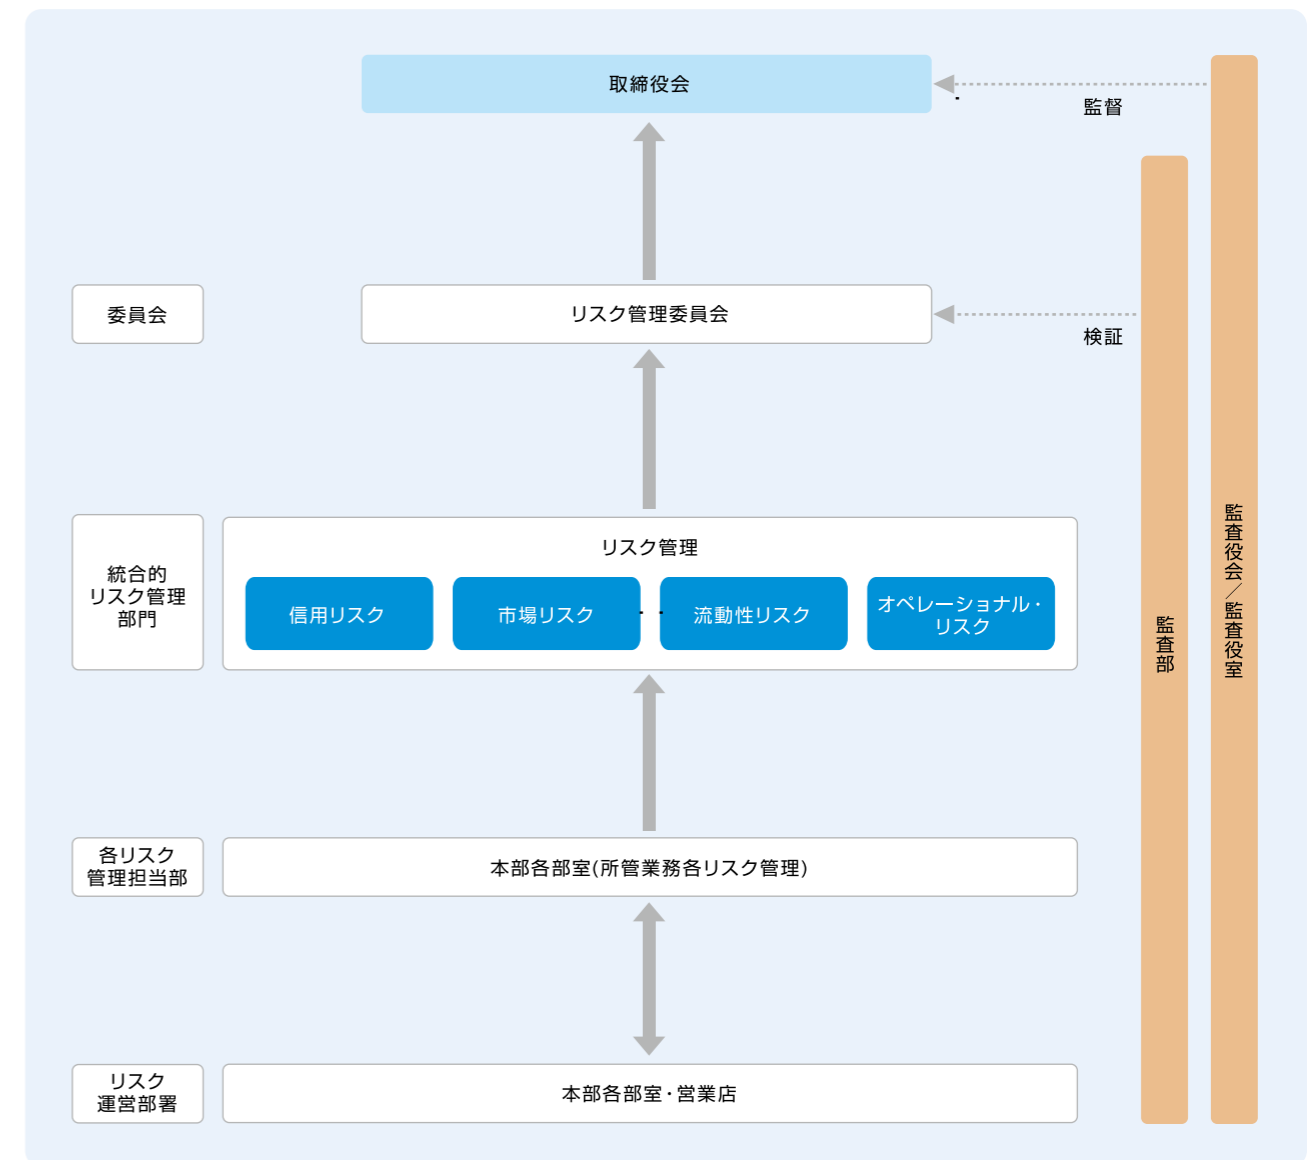 取締役会
監督
委員会
リスク管理委員会
検証
統合的
リスク管理
部門
リスク管理
信用リスク
市場リスク
流動性リスク
オペレーショナル・
リスク
各リスク
管理担当部
本部各部室(所管業務各リスク管理)
リスク
運営部署
本部各部室・営業店
監査部
監査役会／監査役室